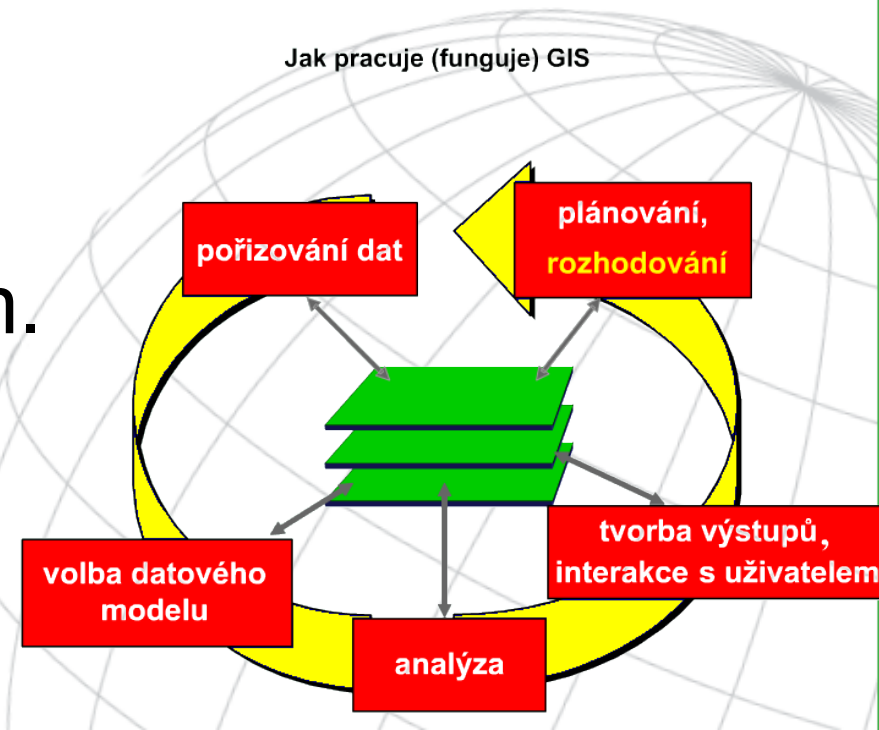 Jak pracuje (funguje) GIS
plánování,
rozhodování
pořizování dat
n.
tvorba výstupů,
interakce s uživatelem
volba datového
modelu
analýza